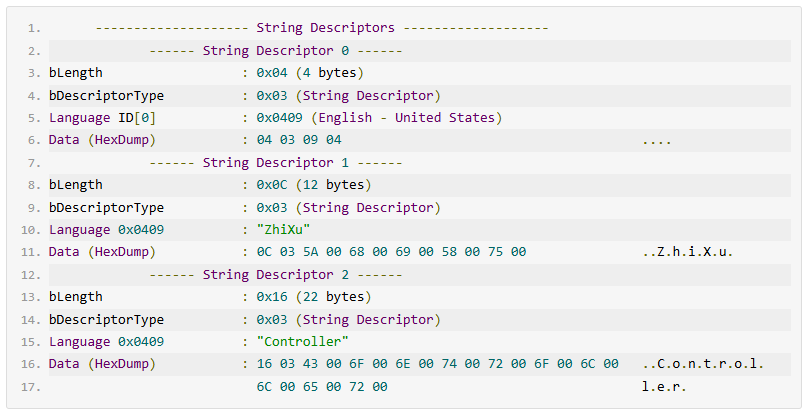 1. ------------------- String Descriptors ------------------
2. ------ String Descriptor 0 ------
3. bLength : 0x04 (4 bytes)
4. bDescriptorType : 0x03 (String Descriptor)
5. Language ID[0] : 0x0409 (English - United States)
6. Data (HexDump) : 04 03 09 04 ....
7. ------ String Descriptor 1 ------
8. bLength : 0x0C (12 bytes)
9. bDescriptorType : 0x03 (String Descriptor)
10. Language 0x0409 : "ZhiXu"
11. Data (HexDump) : 0C 03 5A 00 68 00 69 00 58 00 75 00 ..Z.h.i.X.u.
12. ------ String Descriptor 2 ------
13. bLength : 0x16 (22 bytes)
14. bDescriptorType : 0x03 (String Descriptor)
15. Language 0x0409 : "Controller"
16. Data (HexDump) : 16 03 43 00 6F 00 6E 00 74 00 72 00 6F 00 6C 00 ..C.o.n.t.r.o.l.
17. 6C 00 65 00 72 00 l.e.r.